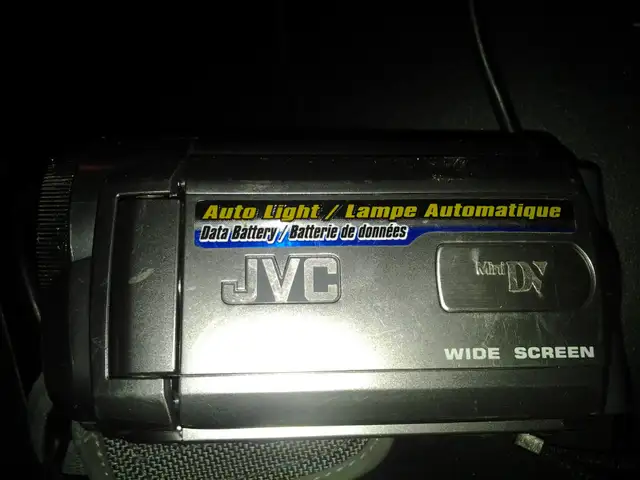 Auto Light / Lampe Automatique
Data Battery / Batterie de données
JVC
Mini DV
WIDE SCREEN